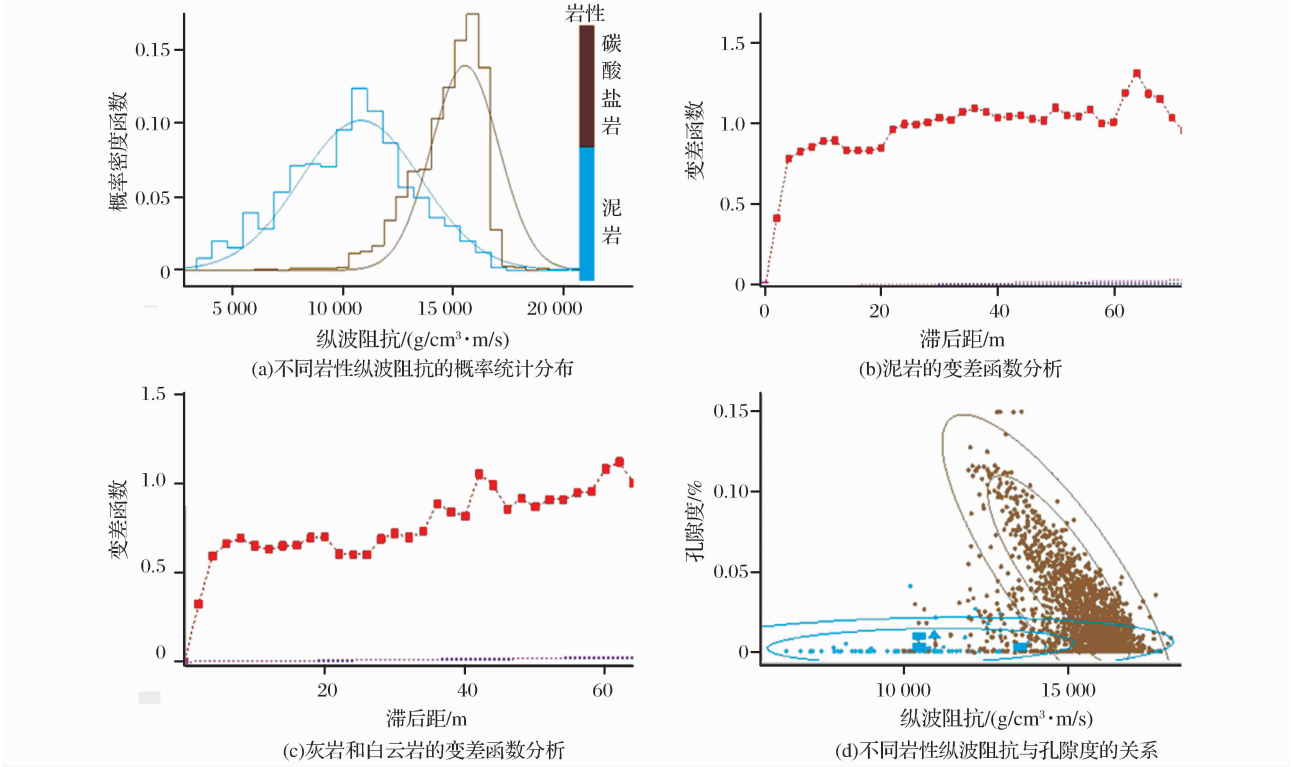 岩性
碳酸盐岩
泥岩
概率密度函数
0.15
0.10
0.05
0
5 000
10 000
15 000
20 000
纵波阻抗/(g/cm³·m/s)
(a)不同岩性纵波阻抗的概率统计分布
变差函数
1.5
1.0
0.5
0
0
20
40
60
滞后距/m
(b)泥岩的变差函数分析
变差函数
1.5
1.0
0.5
0
20
40
60
滞后距/m
(c)灰岩和白云岩的变差函数分析
孔隙度/%
0.15
0.10
0.05
0
10 000
15 000
纵波阻抗/(g/cm³·m/s)
(d)不同岩性纵波阻抗与孔隙度的关系